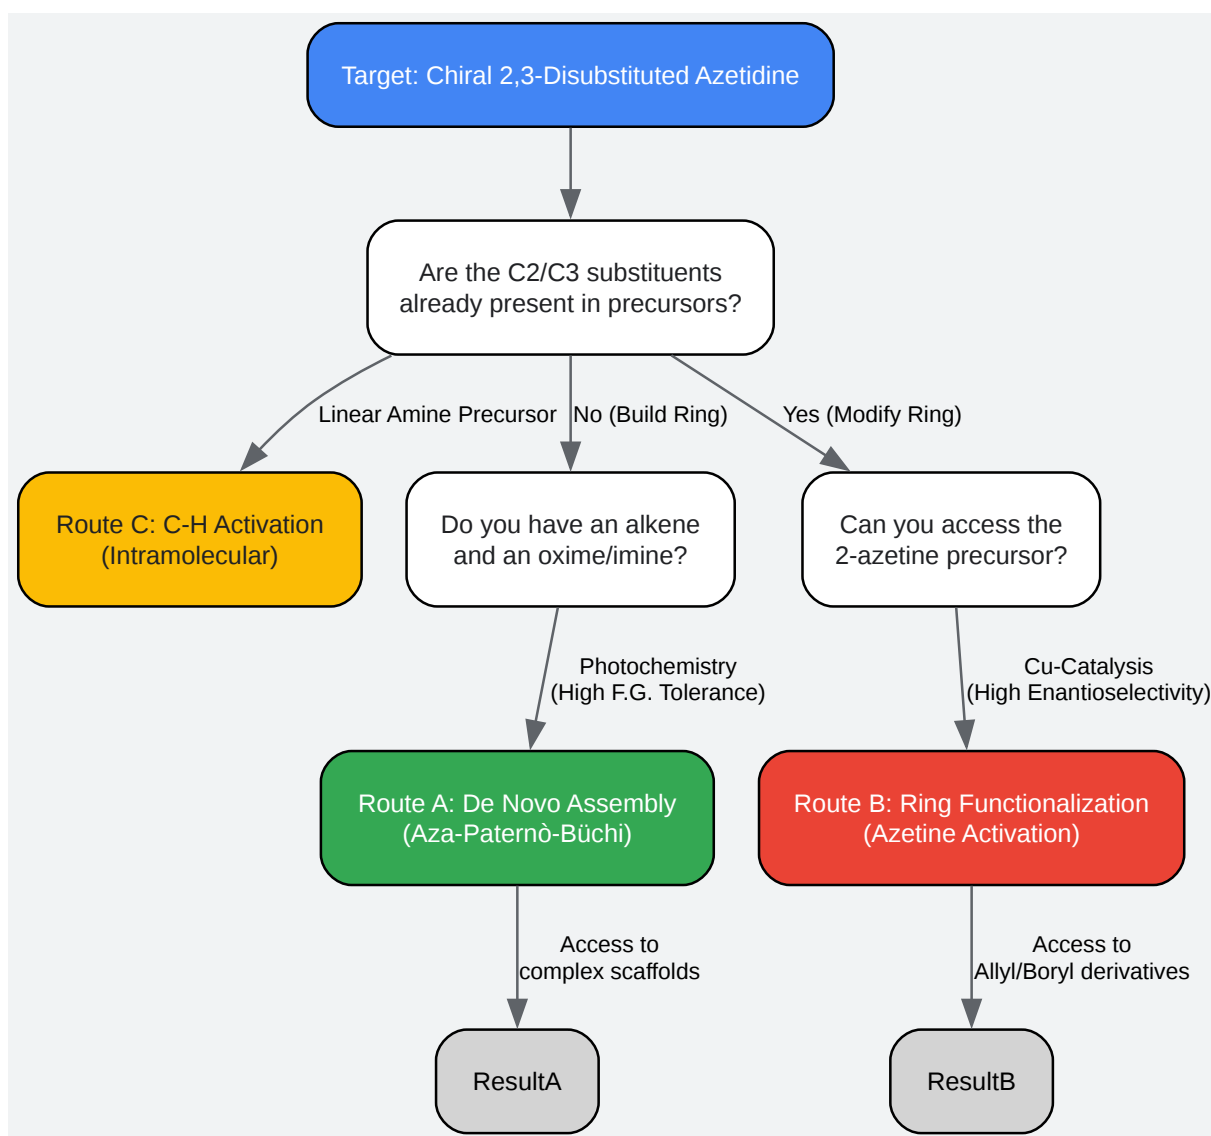 Target: Chiral 2,3-Disubstituted Azetidine
Are the C2/C3 substituents
already present in precursors?
Linear Amine Precursor
No (Build Ring)
Yes (Modify Ring)
Route C: C-H Activation
(Intramolecular)
Do you have an alkene
and an oxime/imine?
Can you access the
2-azetine precursor?
Photochemistry
(High F.G. Tolerance)
Cu-Catalysis
(High Enantioselectivity)
Route A: De Novo Assembly
(Aza-Paternò-Büchi)
Route B: Ring Functionalization
(Azetine Activation)
Access to
complex scaffolds
Access to
Allyl/Boryl derivatives
ResultA
ResultB